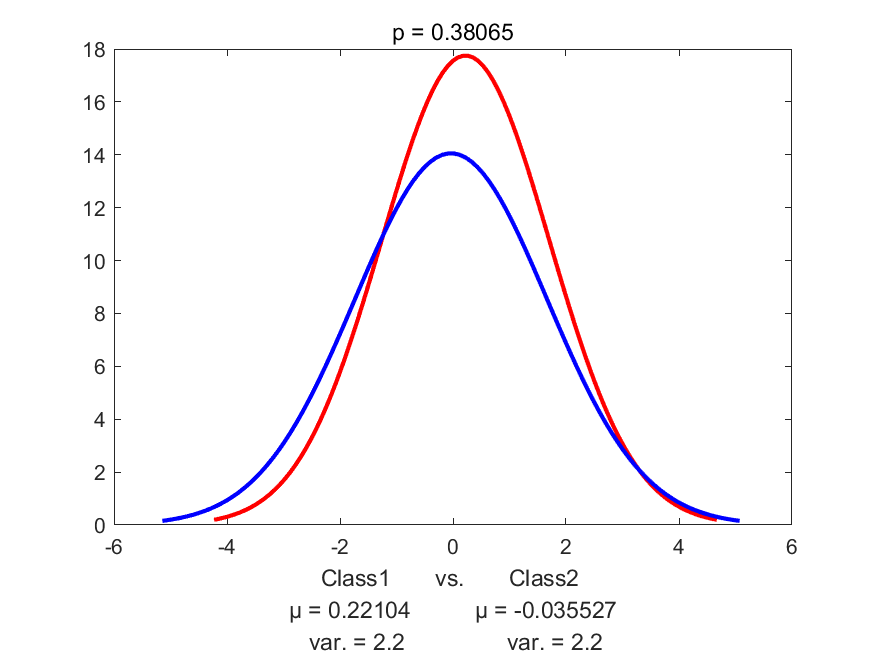 p = 0.38065
18
16
14
12
10
8
6
4
2
0
-6 -4 -2 0 2 4 6
Class1 vs. Class2
μ = 0.22104 μ = -0.035527
var. = 2.2 var. = 2.2